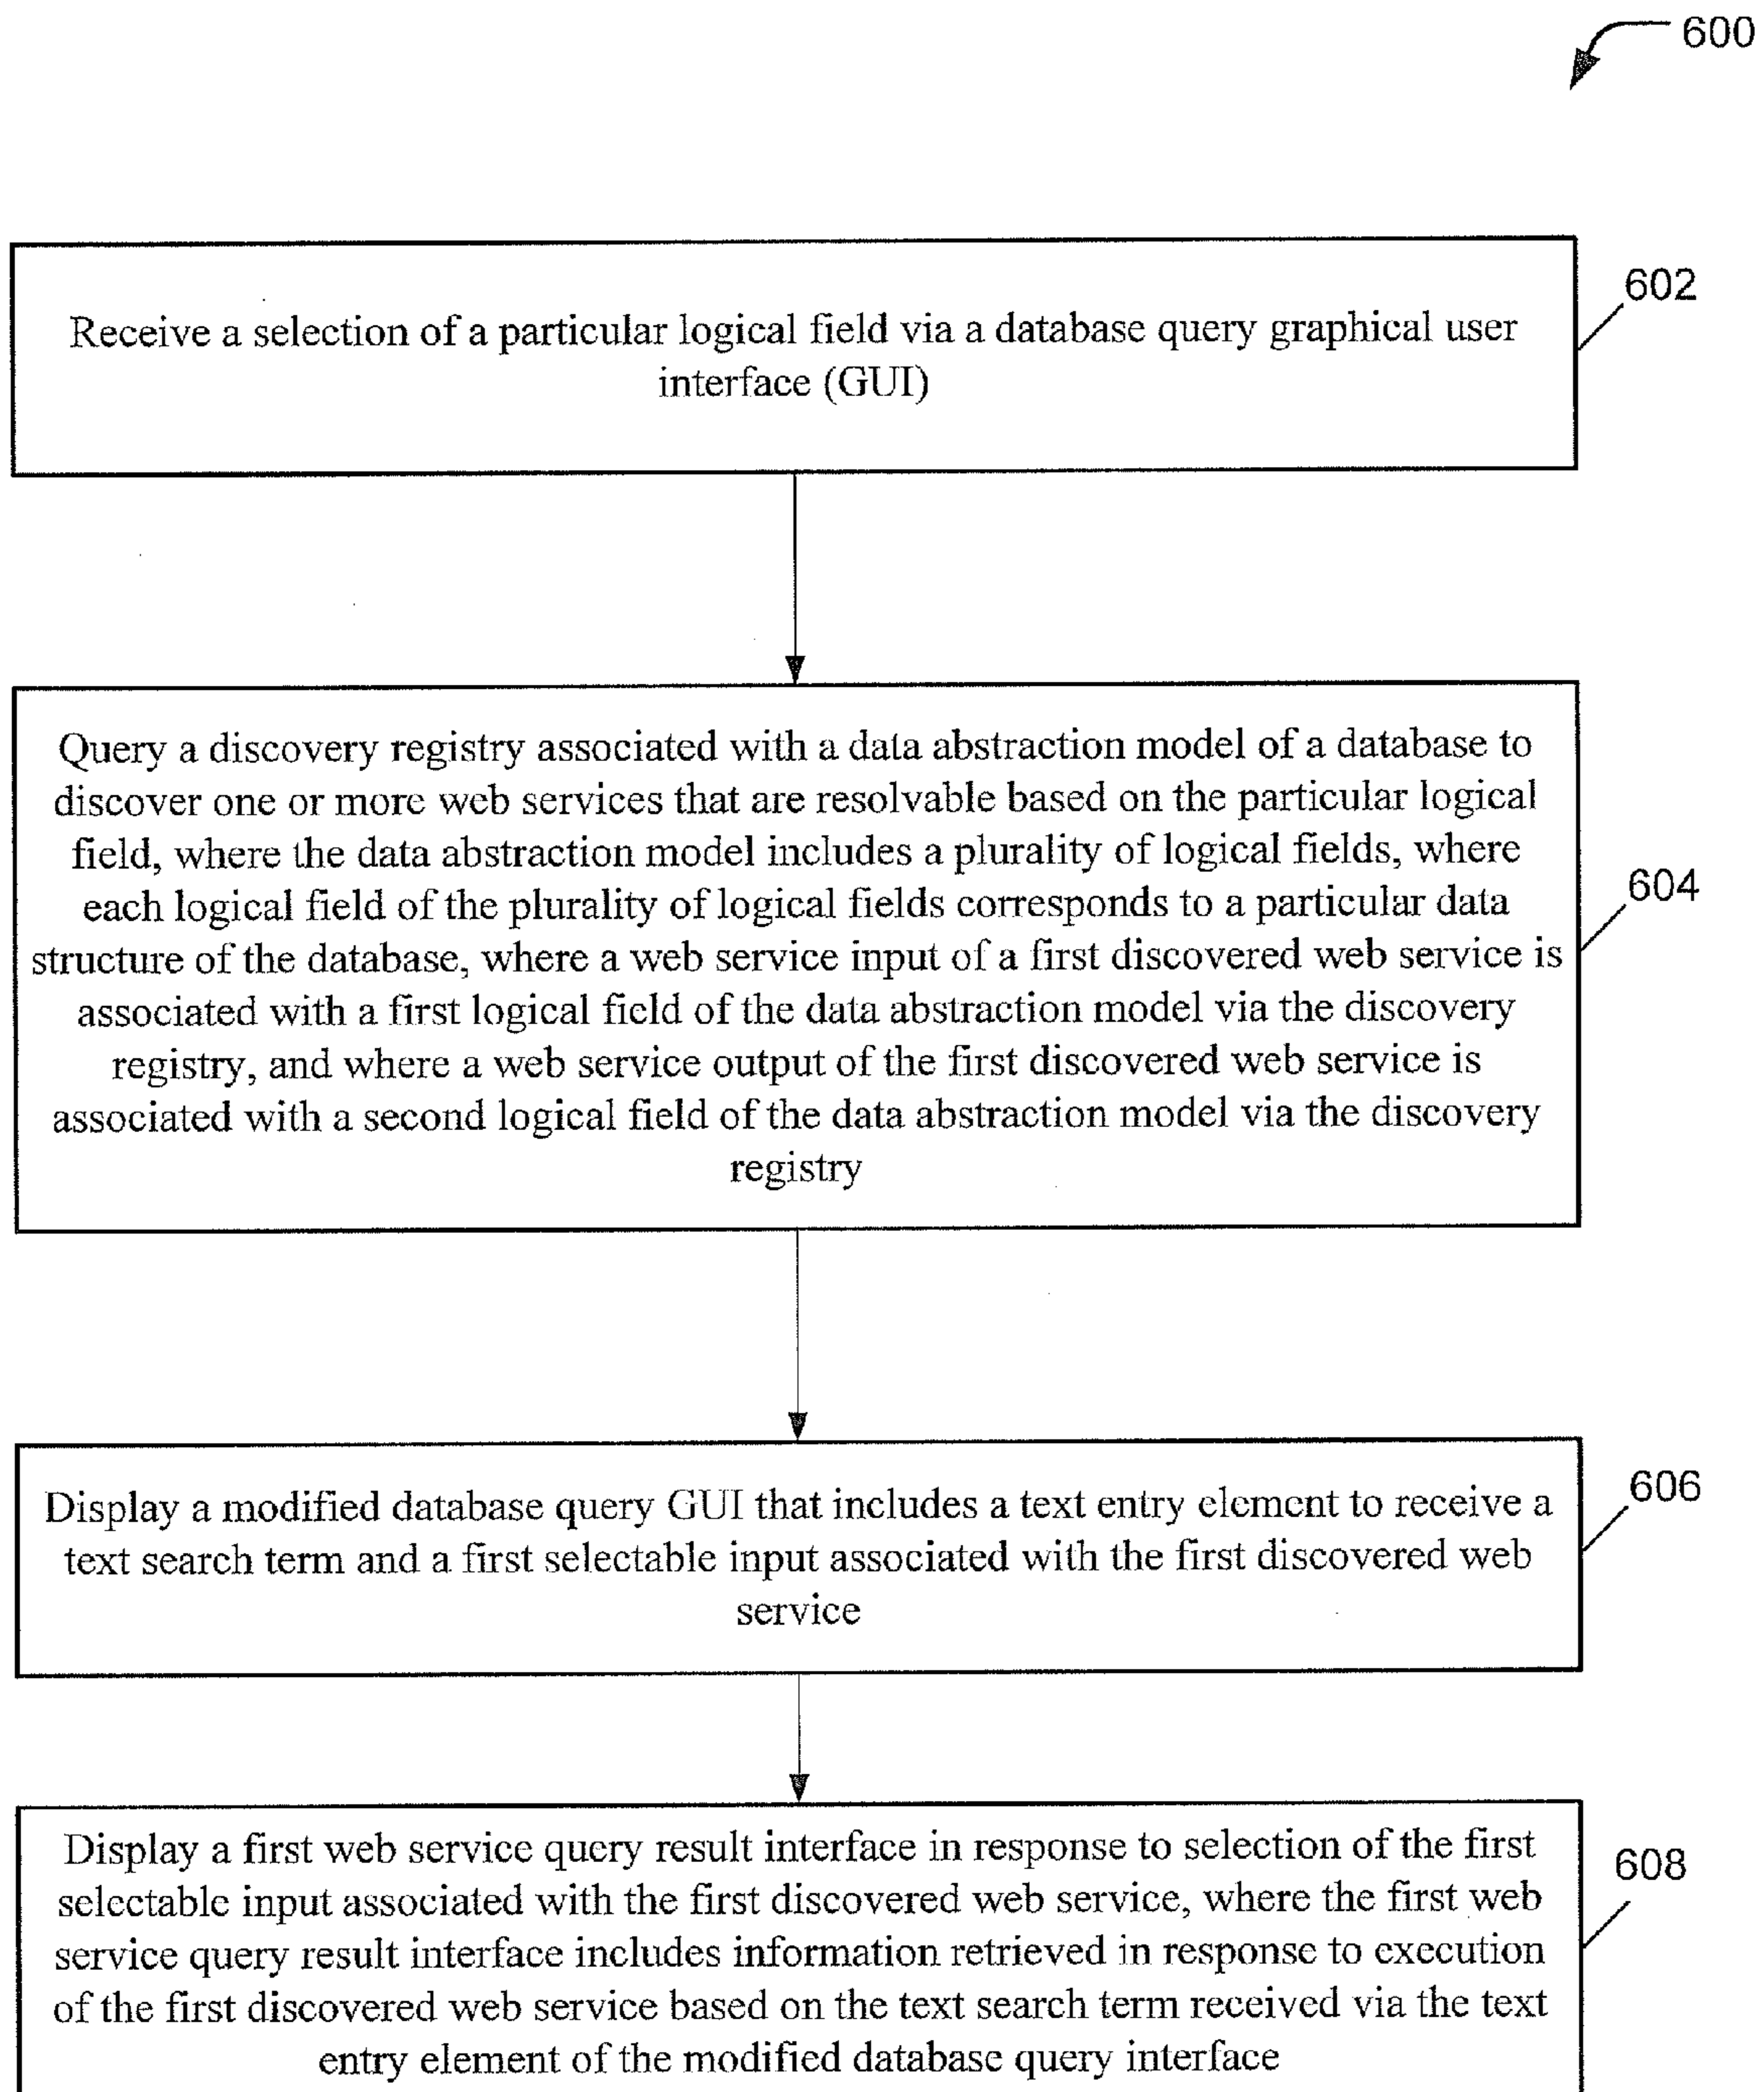 600
602
Receive a selection of a particular logical field via a database query graphical user
interface (GUI)
604
Query a discovery registry associated with a data abstraction model of a database to
discover one or more web services that are resolvable based on the particular logical
field, where the data abstraction model includes a plurality of logical fields, where
each logical field of the plurality of logical fields corresponds to a particular data
structure of the database, where a web service input of a first discovered web service is
associated with a first logical field of the data abstraction model via the discovery
registry, and where a web service output of the first discovered web service is
associated with a second logical field of the data abstraction model via the discovery
registry
606
Display a modified database query GUI that includes a text entry element to receive a
text search term and a first selectable input associated with the first discovered web
service
608
Display a first web service query result interface in response to selection of the first
selectable input associated with the first discovered web service, where the first web
service query result interface includes information retrieved in response to execution
of the first discovered web service based on the text search term received via the text
entry element of the modified database query interface